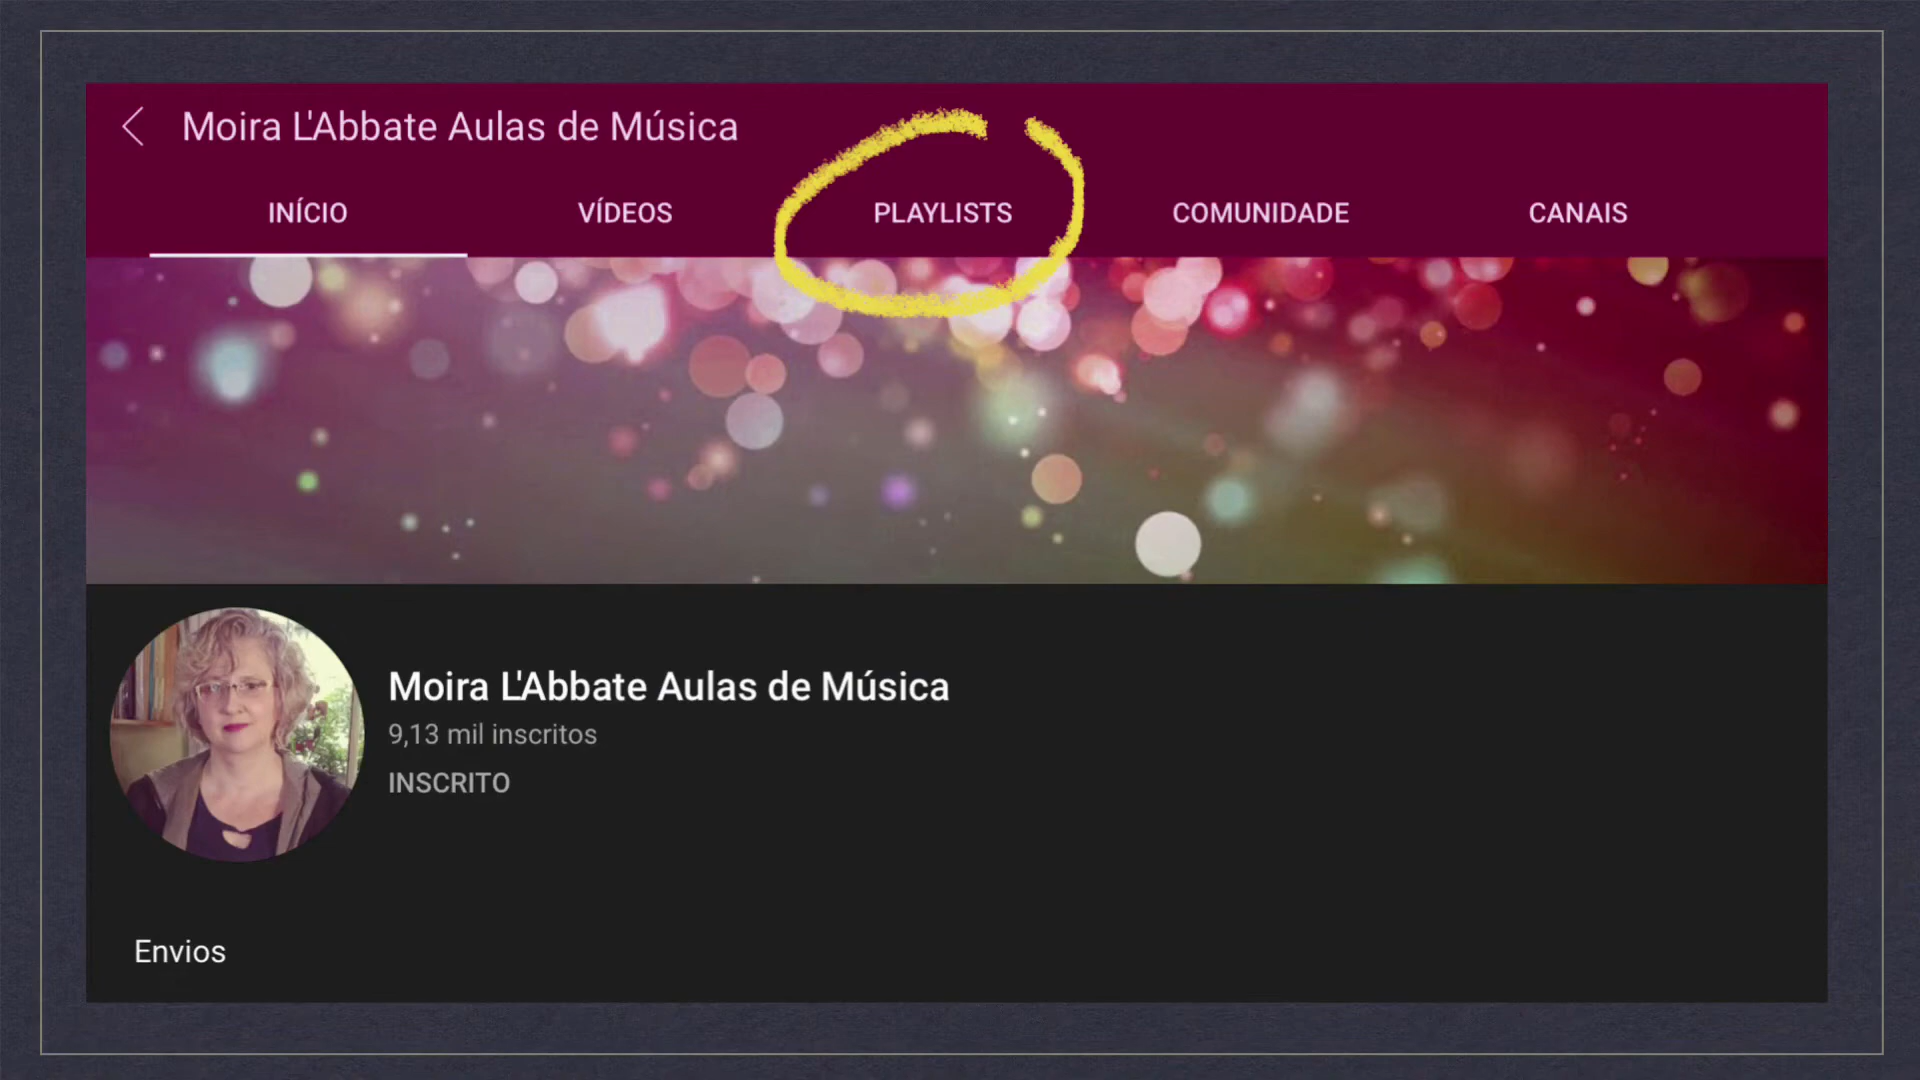 Moira L'Abbate Aulas de Música
INÍCIO VÍDEOS PLAYLISTS COMUNIDADE CANAIS
Moira L'Abbate Aulas de Música
9,13 mil inscritos
INSCRITO
Envios